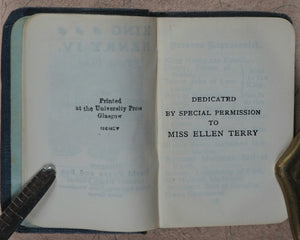 Printed
at the University Press
Glasgow
DEDICATED
BY SPECIAL PERMISSION
TO
MISS ELLEN TERRY